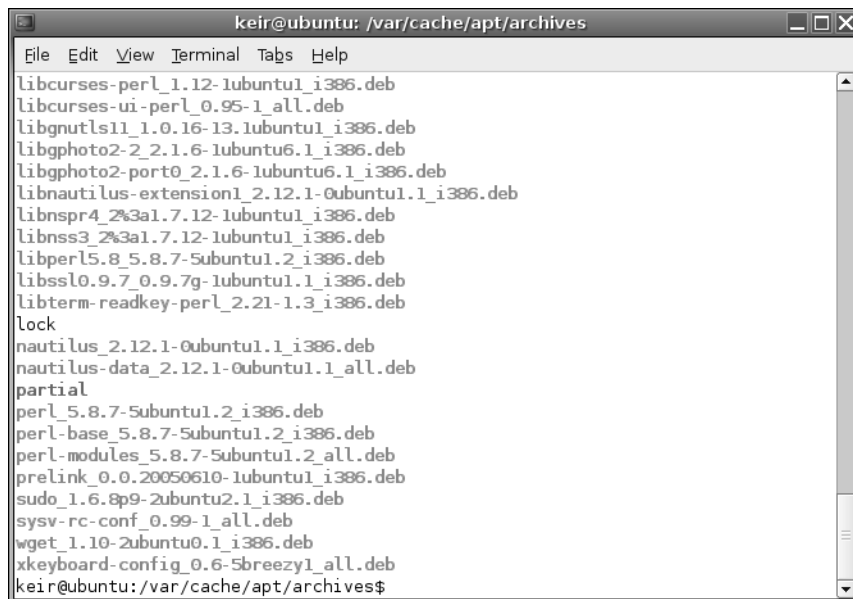 keir@ubuntu: /var/cache/apt/archives
File Edit View Terminal Tabs Help
libcurses-perl_1.12-1ubuntu1_i386.deb
libcurses-ui-perl_0.95-1_all.deb
libgnutls11_1.0.16-13.1ubuntu1_i386.deb
libgphoto2-2_2.1.6-1ubuntu6.1_i386.deb
libgphoto2-port0_2.1.6-1ubuntu6.1_i386.deb
libnautilus-extension1_2.12.1-0ubuntu1.1_i386.deb
libnspr4_2%3a1.7.12-1ubuntu1_i386.deb
libnss3_2%3a1.7.12-1ubuntu1_i386.deb
libperl5.8_5.8.7-5ubuntu1.2_i386.deb
libssl0.9.7_0.9.7g-1ubuntu1.1_i386.deb
libterm-readkey-perl_2.21-1.3_i386.deb
lock
nautilus_2.12.1-0ubuntu1.1_i386.deb
nautilus-data_2.12.1-0ubuntu1.1_all.deb
partial
perl_5.8.7-5ubuntu1.2_i386.deb
perl-base_5.8.7-5ubuntu1.2_i386.deb
perl-modules_5.8.7-5ubuntu1.2_all.deb
prelink_0.0.20050610-1ubuntu1_i386.deb
sudo_1.6.8p9-2ubuntu2.1_i386.deb
sysv-rc-conf_0.99-1_all.deb
wget_1.10-2ubuntu0.1_i386.deb
xkeyboard-config_0.6-5breezy1_all.deb
keir@ubuntu:/var/cache/apt/archives$